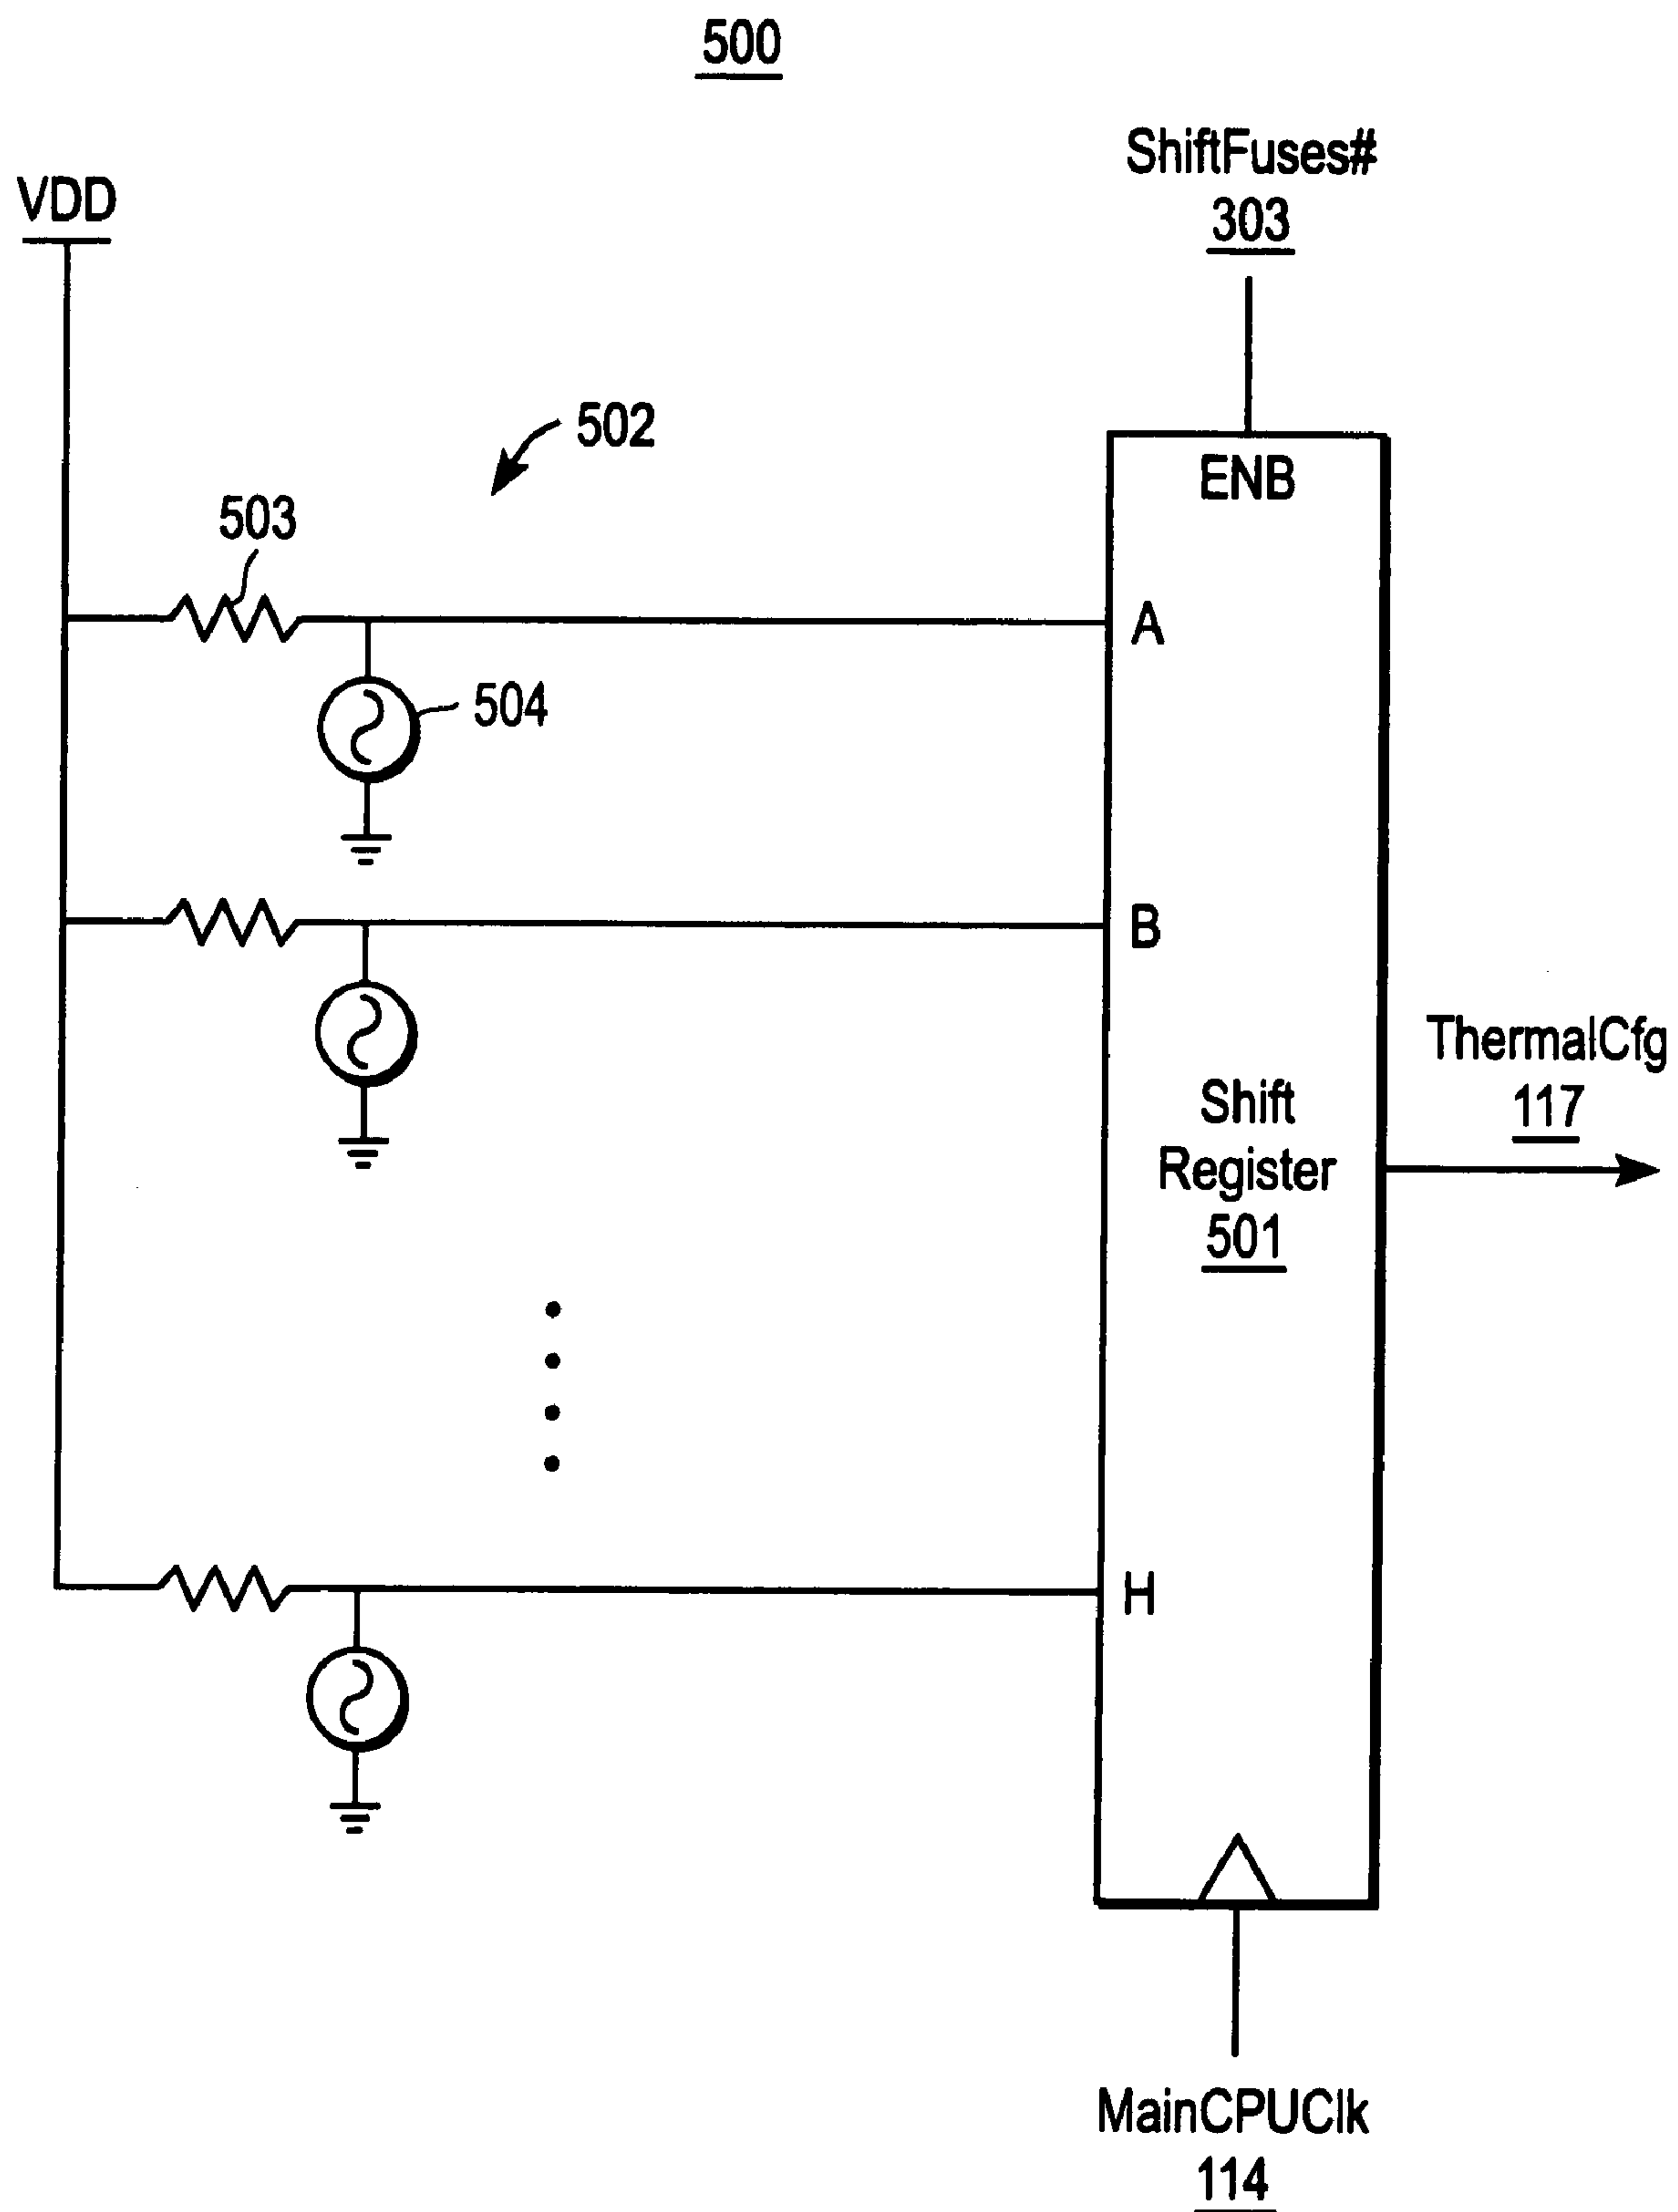 500
ShiftFuses#
303
VDD
502
ENB
503
A
504
B
ThermalCfg
117
Shift
Register
501
H
MainCPUClk
114